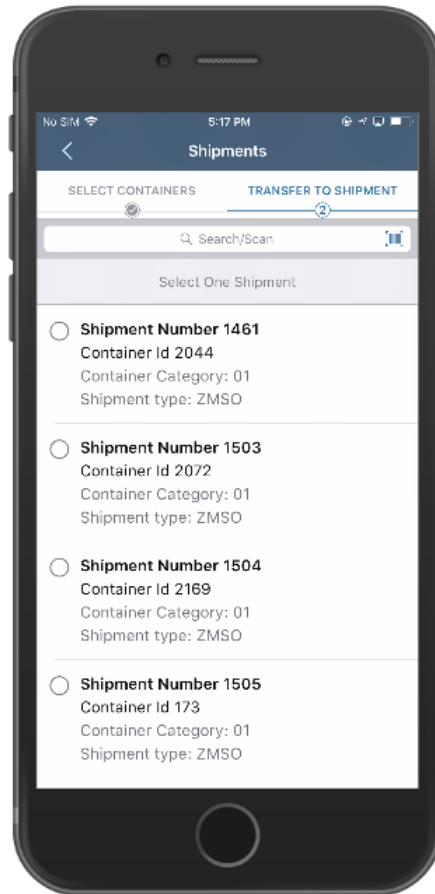 No SIM 5:17 PM
Shipments
SELECT CONTAINERS TRANSFER TO SHIPMENT
2
Search/Scan
Select One Shipment
Shipment Number 1461
Container Id 2044
Container Category: 01
Shipment type: ZMSO
Shipment Number 1503
Container Id 2072
Container Category: 01
Shipment type: ZMSO
Shipment Number 1504
Container Id 2169
Container Category: 01
Shipment type: ZMSO
Shipment Number 1505
Container Id 173
Container Category: 01
Shipment type: ZMSO